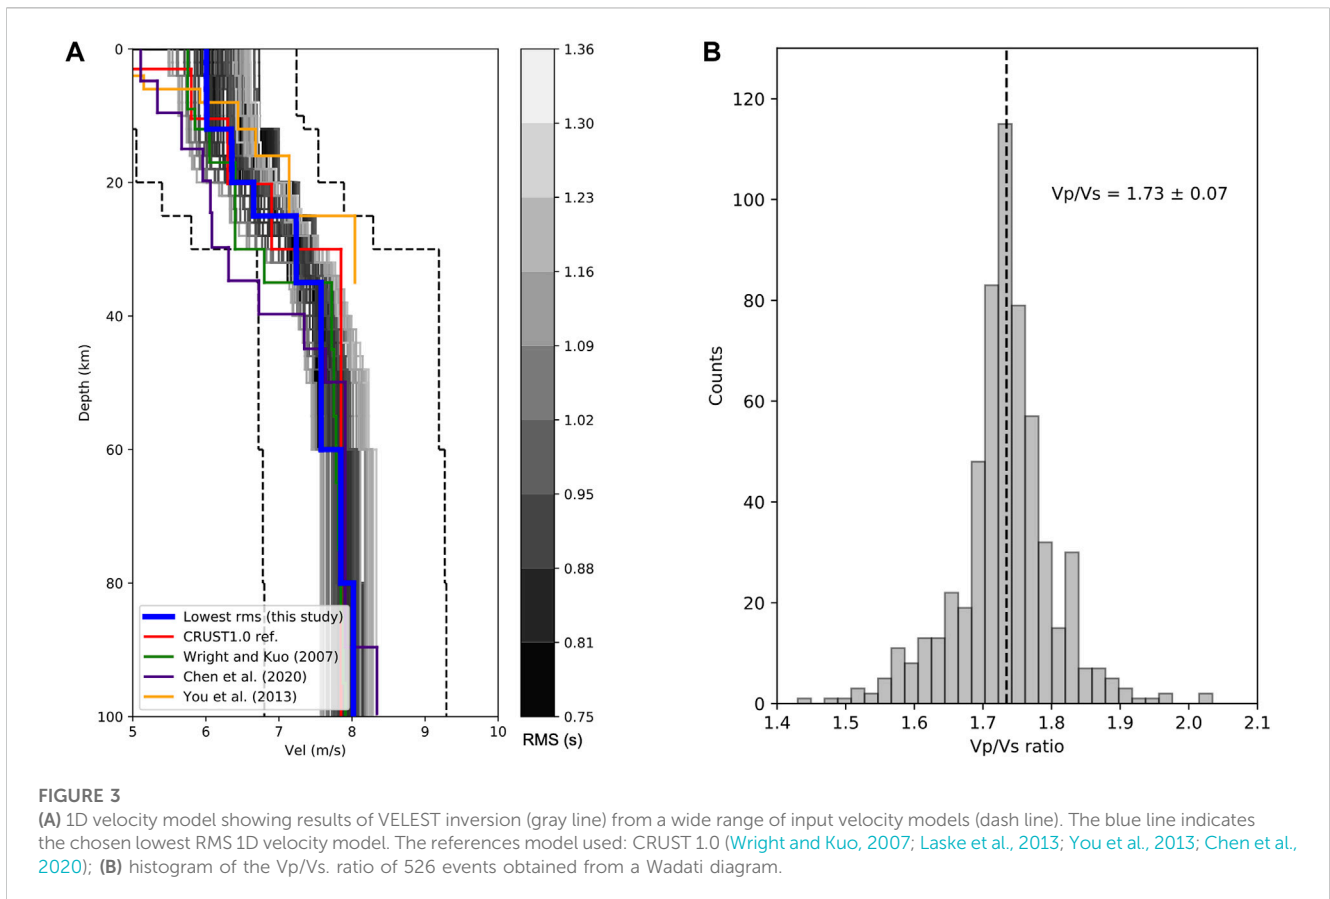 A
0
20
40
60
80
100
Depth (km)
5
6
7
8
9
10
Vel (m/s)
Lowest rms (this study)
CRUST1.0 ref.
Wright and Kuo (2007)
Chen et al. (2020)
You et al. (2013)
1.36
1.30
1.23
1.16
1.09
1.02
0.95
0.88
0.81
0.75
RMS (s)
B
120
100
80
60
40
20
0
Counts
Vp/Vs = 1.73 ± 0.07
1.4
1.5
1.6
1.7
1.8
1.9
2.0
2.1
Vp/Vs ratio
FIGURE 3
(A) 1D velocity model showing results of VELEST inversion (gray line) from a wide range of input velocity models (dash line). The blue line indicates
the chosen lowest RMS 1D velocity model. The references model used: CRUST 1.0 (Wright and Kuo, 2007; Laske et al., 2013; You et al., 2013; Chen et al.,
2020); (B) histogram of the Vp/Vs. ratio of 526 events obtained from a Wadati diagram.